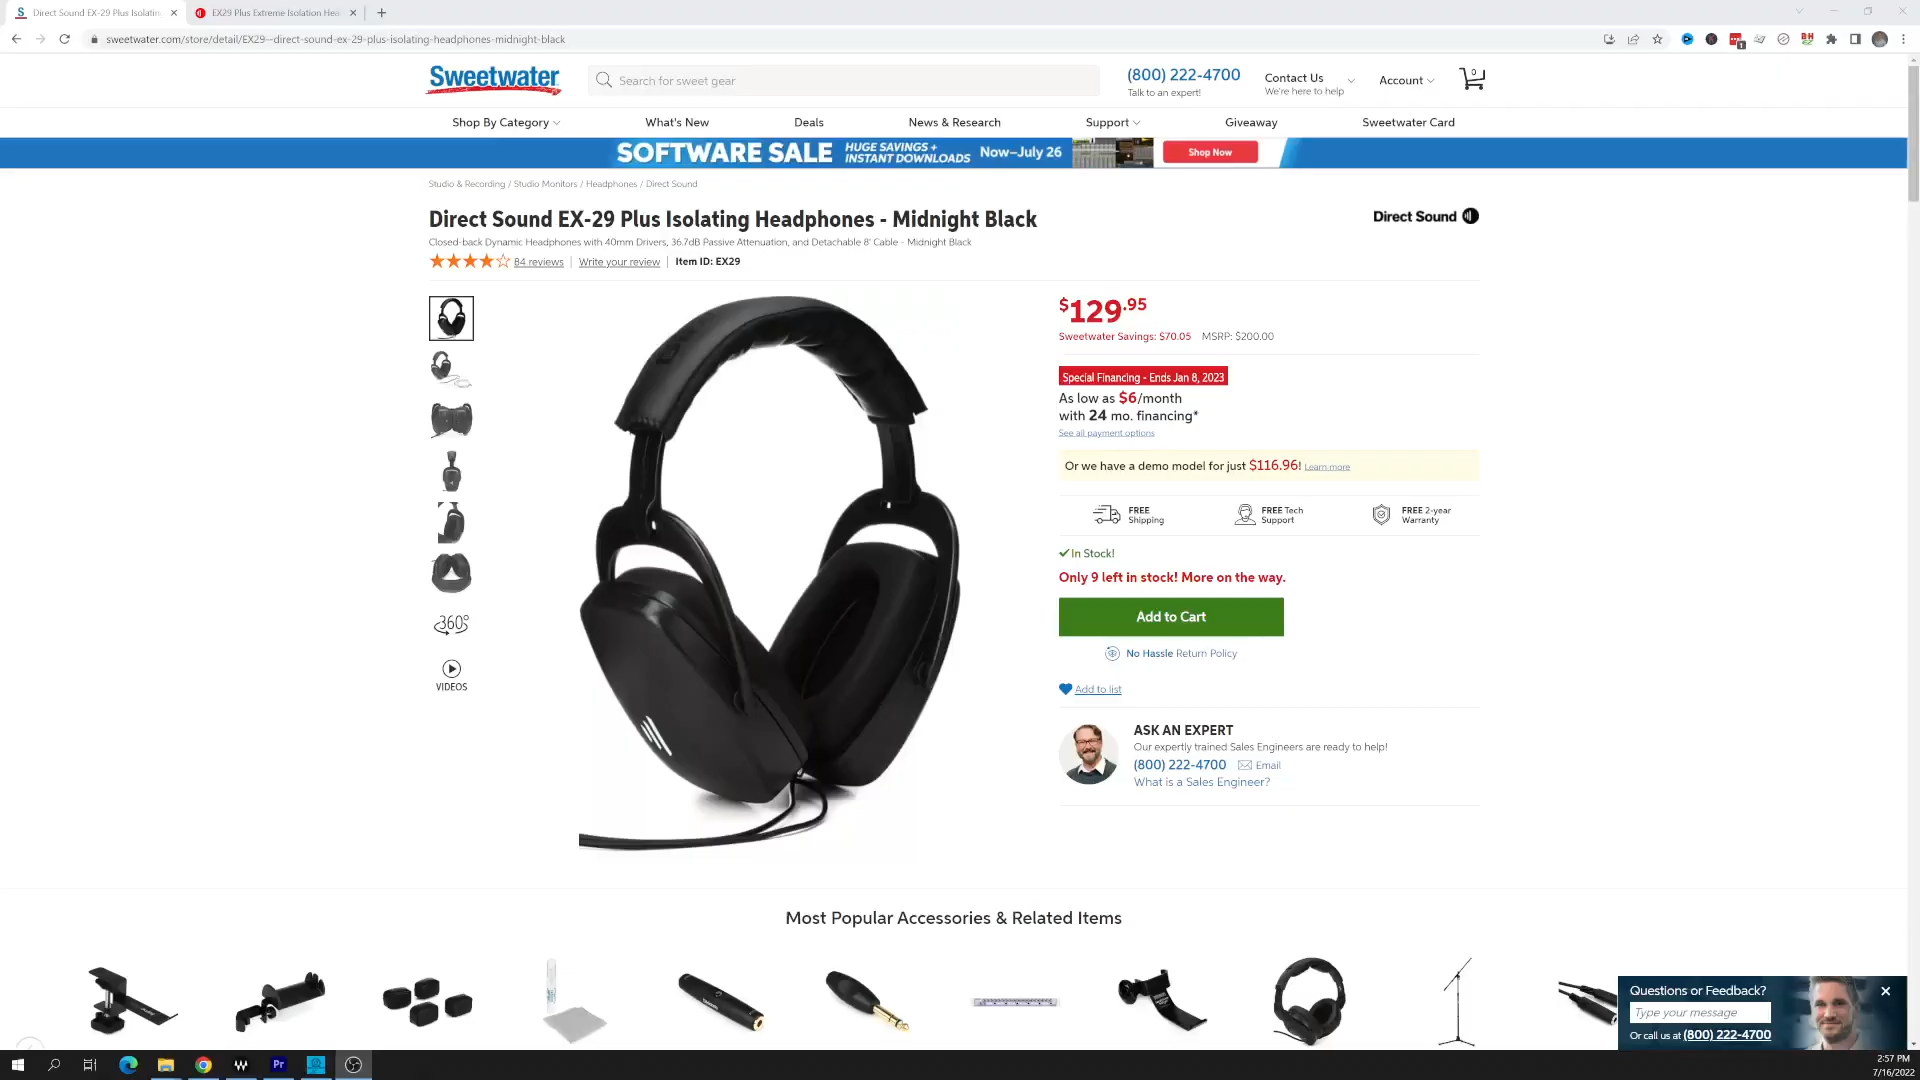 Direct Sound EX-29 Plus Isolatin
EX29 Plus Extreme Isolation Hea
sweetwater.com/store/detail/EX29--direct-sound-ex-29-plus-isolating-headphones-midnight-black
Sweetwater
Search for sweet gear
(800) 222-4700
Talk to an expert!
Contact Us
We're here to help
Account
0
Shop By Category
What's New
Deals
News & Research
Support
Giveaway
Sweetwater Card
SOFTWARE SALE
HUGE SAVINGS +
INSTANT DOWNLOADS
Now–July 26
Shop Now
Studio & Recording / Studio Monitors / Headphones / Direct Sound
Direct Sound EX-29 Plus Isolating Headphones - Midnight Black
Direct Sound
Closed-back Dynamic Headphones with 40mm Drivers, 36.7dB Passive Attenuation, and Detachable 8' Cable - Midnight Black
84 reviews | Write your review | Item ID: EX29
$129.95
Sweetwater Savings: $70.05 MSRP: $200.00
Special Financing - Ends Jan 8, 2023
As low as $6/month
with 24 mo. financing*
See all payment options
Or we have a demo model for just $116.96! Learn more
FREE
Shipping
FREE Tech
Support
FREE 2-year
Warranty
In Stock!
Only 9 left in stock! More on the way.
Add to Cart
No Hassle Return Policy
Add to list
360°
VIDEOS
ASK AN EXPERT
Our expertly trained Sales Engineers are ready to help!
(800) 222-4700 Email
What is a Sales Engineer?
Most Popular Accessories & Related Items
Questions or Feedback?
Type your message
Or call us at (800) 222-4700
Pr
2:57 PM
7/16/2022